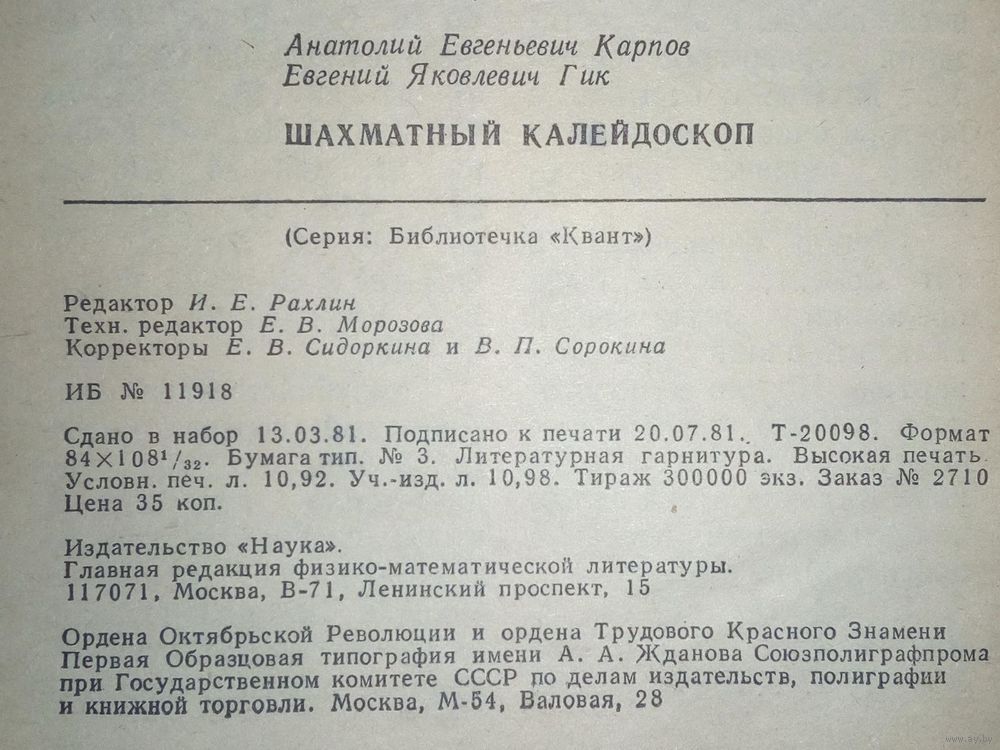 Анатолий Евгеньевич Карпов
Евгений Яковлевич Гик
ШАХМАТНЫЙ КАЛЕЙДОСКОП
(Серия: Библиотечка «Квант»)
Редактор И. Е. Рахлин
Техн. редактор Е. В. Морозова
Корректоры Е. В. Сидоркина и В. П. Сорокина
ИБ № 11918
Сдано в набор 13.03.81. Подписано к печати 20.07.81. Т-20098. Формат
84×108¹/₃₂. Бумага тип. № 3. Литературная гарнитура. Высокая печать.
Условн. печ. л. 10,92. Уч.-изд. л. 10,98. Тираж 300000 экз. Заказ № 2710
Цена 35 коп.
Издательство «Наука».
Главная редакция физико-математической литературы.
117071, Москва, В-71, Ленинский проспект, 15
Ордена Октябрьской Революции и ордена Трудового Красного Знамени
Первая Образцовая типография имени А. А. Жданова Союзполиграфпрома
при Государственном комитете СССР по делам издательств, полиграфии
и книжной торговли. Москва, М-54, Валовая, 28
www.ay.by